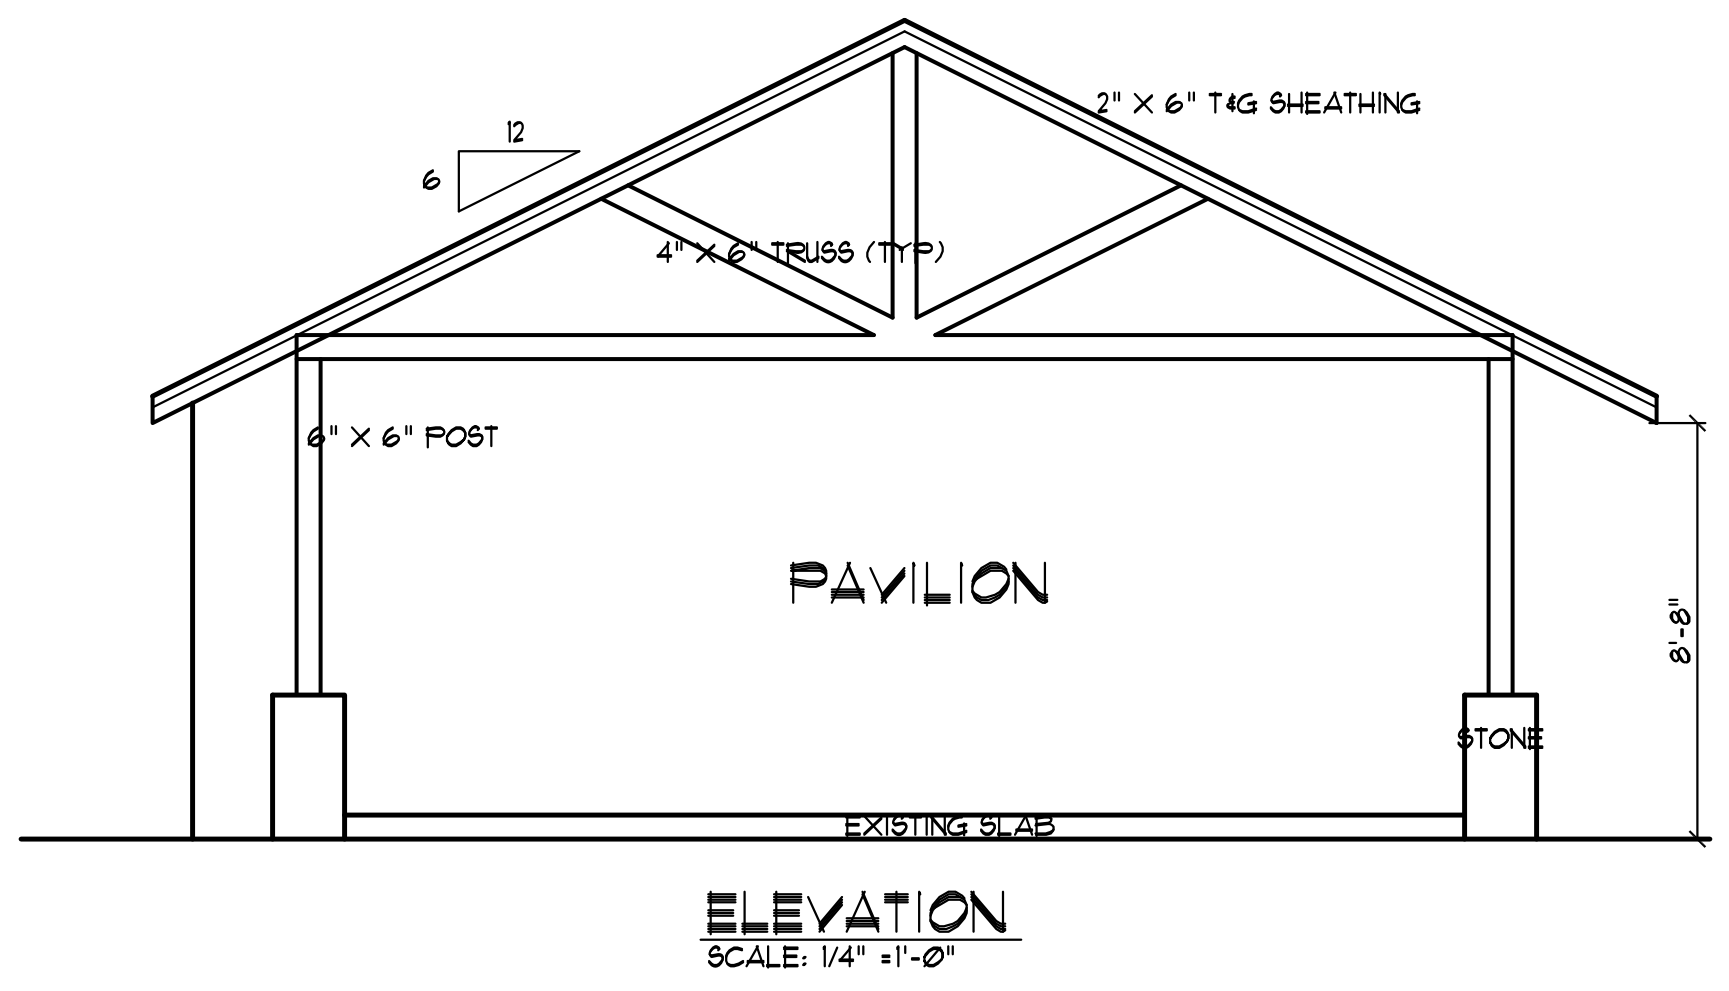 2" X 6" T&G SHEATHING
12
6
4" X 6" TRUSS (TYP)
6" X 6" POST
PAVILION
8'-8"
STONE
EXISTING SLAB
ELEVATION
SCALE: 1/4" =1'-0"